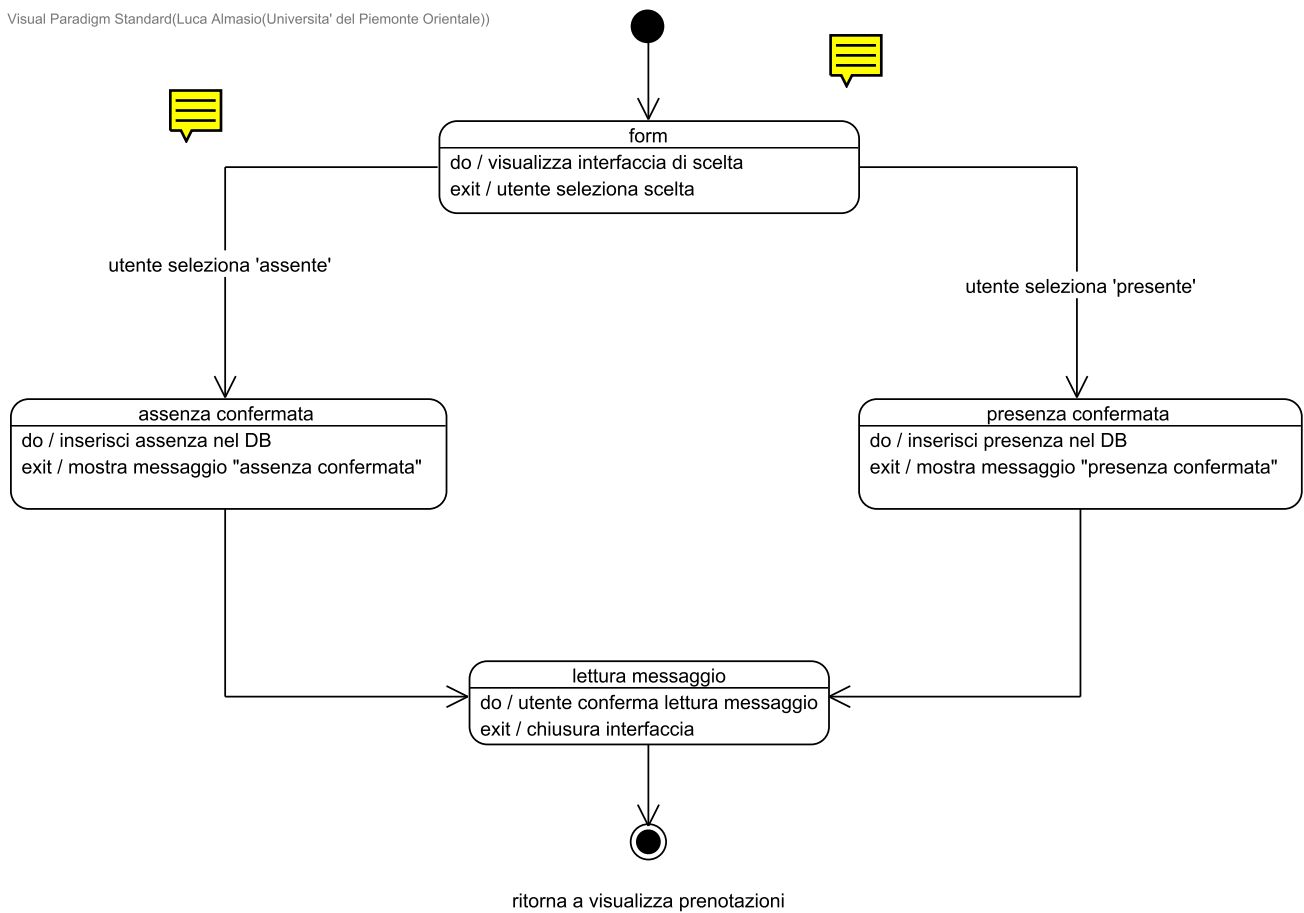 Visual Paradigm Standard(Luca Almasio(Universita' del Piemonte Orientale))
form
do / visualizza interfaccia di scelta
exit / utente seleziona scelta
utente seleziona 'assente'
utente seleziona 'presente'
assenza confermata
do / inserisci assenza nel DB
exit / mostra messaggio "assenza confermata"
presenza confermata
do / inserisci presenza nel DB
exit / mostra messaggio "presenza confermata"
lettura messaggio
do / utente conferma lettura messaggio
exit / chiusura interfaccia
ritorna a visualizza prenotazioni